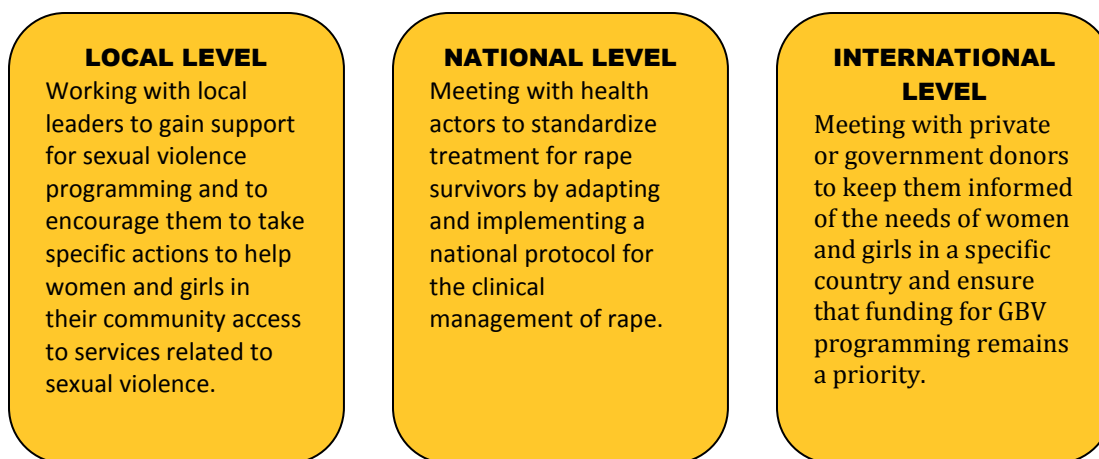 LOCAL LEVEL
Working with local
leaders to gain support
for sexual violence
programming and to
encourage them to take
specific actions to help
women and girls in
their community access
to services related to
sexual violence.
NATIONAL LEVEL
Meeting with health
actors to standardize
treatment for rape
survivors by adapting
and implementing a
national protocol for
the clinical
management of rape.
INTERNATIONAL
LEVEL
Meeting with private
or government donors
to keep them informed
of the needs of women
and girls in a specific
country and ensure
that funding for GBV
programming remains
a priority.